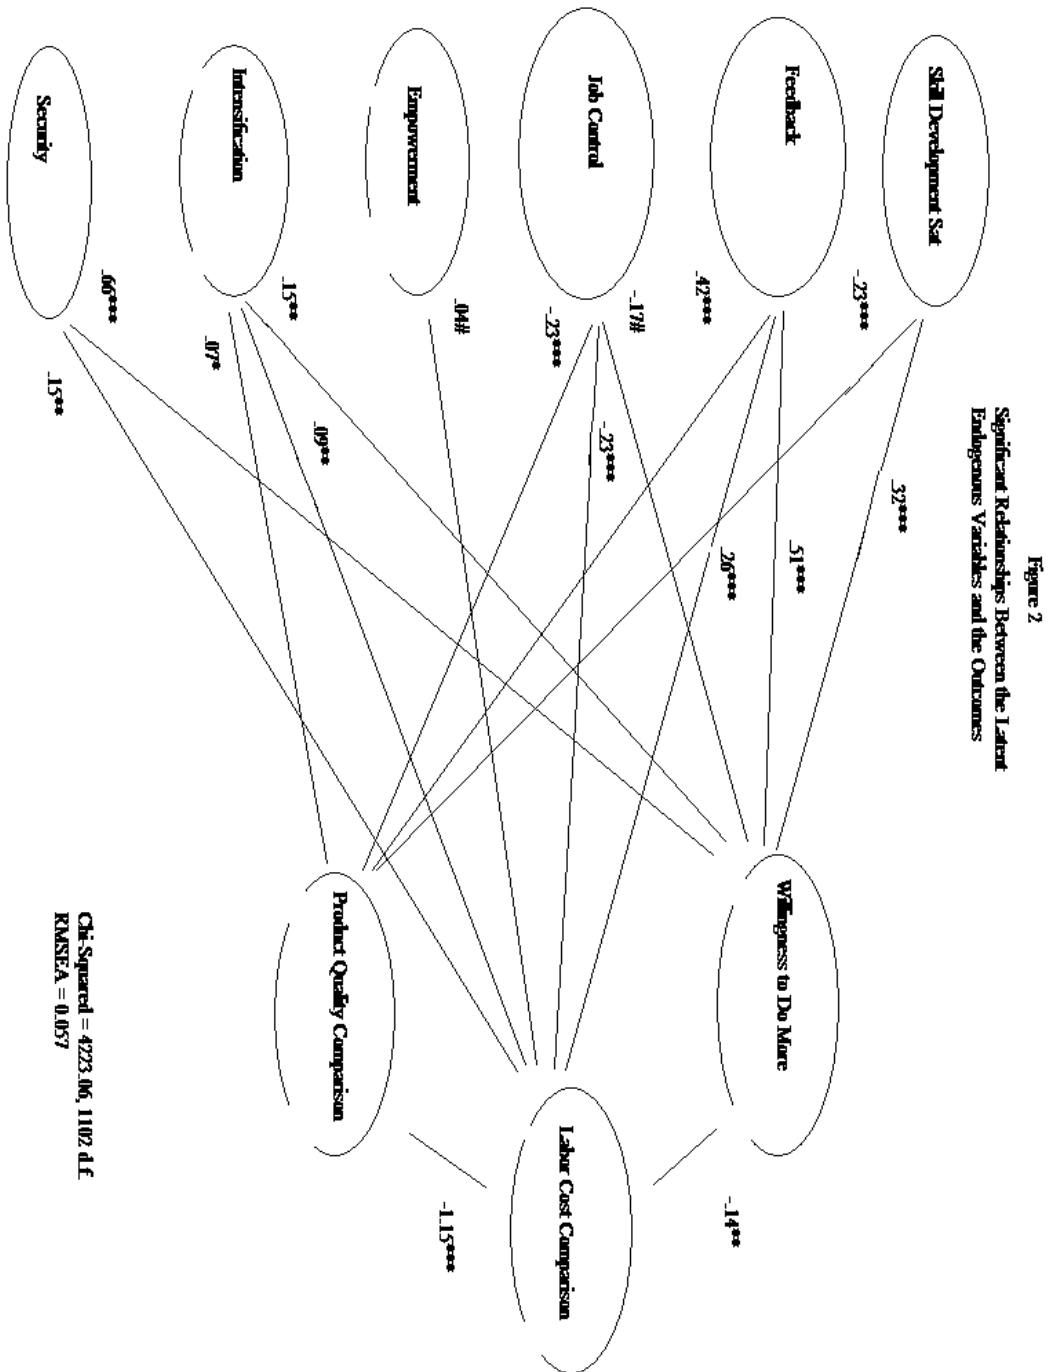 Figure 2
Significant Relationships Between the Latent
Endogenous Variables and the Outcomes
Skill Development Sat
-.23***
.32***
Feedback
.42***
.51***
.26***
Job Control
-.17#
-.23***
-.23***
Empowerment
.04#
Intensification
.15**
.07*
.09**
Security
.66***
.15**
Willingness to Do More
-.14**
Labor Cost Comparison
-1.15***
Product Quality Comparison
Chi-Squared = 4223.06, 1102 d.f.
RMSEA = 0.057